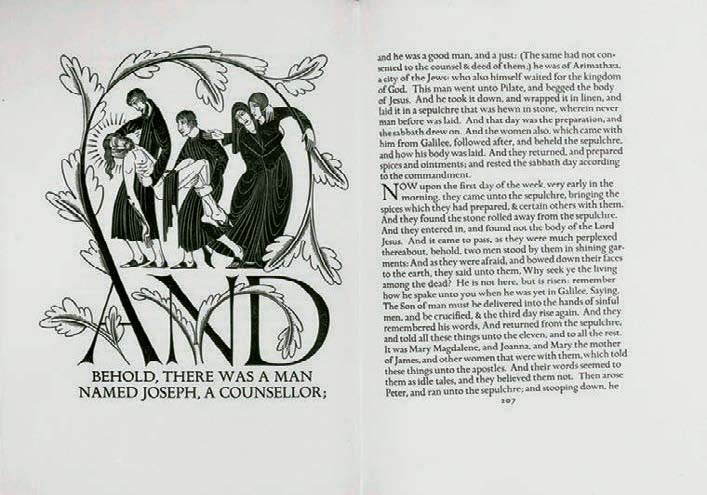 AND
BEHOLD, THERE WAS A MAN
NAMED JOSEPH, A COUNSELLOR;
and he was a good man, and a just: (The same had not con-
sented to the counsel & deed of them;) he was of Arimathæa,
a city of the Jews: who also himself waited for the kingdom
of God. This man went unto Pilate, and begged the body
of Jesus. And he took it down, and wrapped it in linen, and
laid it in a sepulchre that was hewn in stone, wherein never
man before was laid. And that day was the preparation, and
the sabbath drew on. And the women also, which came with
him from Galilee, followed after, and beheld the sepulchre,
and how his body was laid. And they returned, and prepared
spices and ointments; and rested the sabbath day according
to the commandment.
NOW upon the first day of the week, very early in the
morning, they came unto the sepulchre, bringing the
spices which they had prepared, & certain others with them.
And they found the stone rolled away from the sepulchre.
And they entered in, and found not the body of the Lord
Jesus. And it came to pass, as they were much perplexed
thereabout, behold, two men stood by them in shining gar-
ments: And as they were afraid, and bowed down their faces
to the earth, they said unto them, Why seek ye the living
among the dead? He is not here, but is risen: remember
how he spake unto you when he was yet in Galilee, Saying,
The Son of man must be delivered into the hands of sinful
men, and be crucified, & the third day rise again. And they
remembered his words, And returned from the sepulchre,
and told all these things unto the eleven, and to all the rest.
It was Mary Magdalene, and Joanna, and Mary the mother
of James, and other women that were with them, which told
these things unto the apostles. And their words seemed to
them as idle tales, and they believed them not. Then arose
Peter, and ran unto the sepulchre; and stooping down, he
207